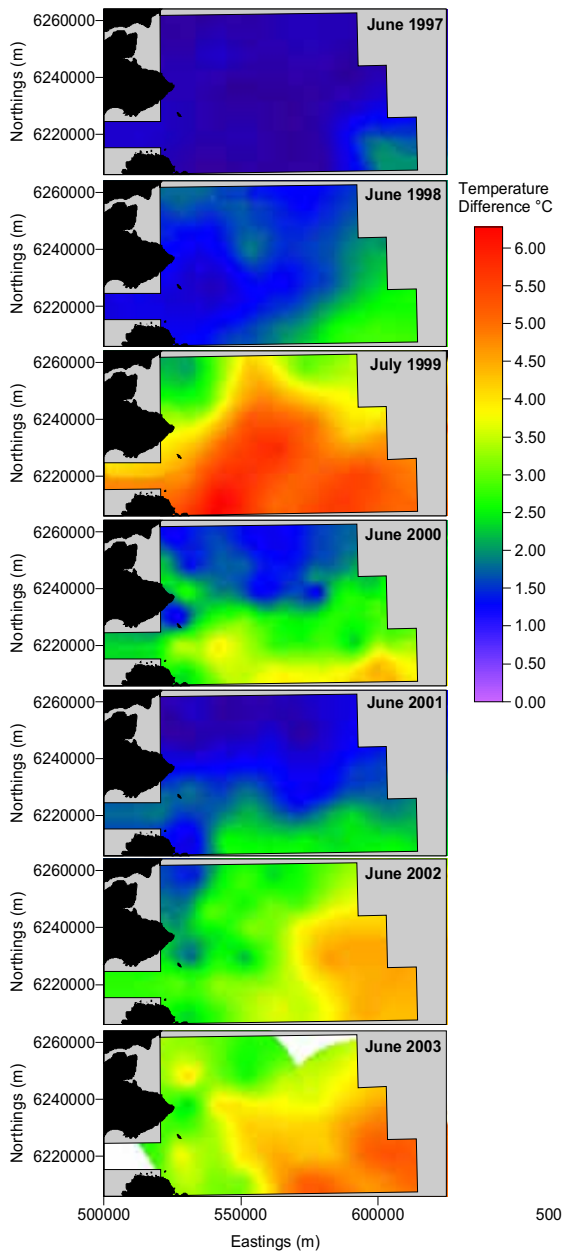 June 1997
6260000
6240000
6220000
Northings (m)
June 1998
6260000
6240000
6220000
Northings (m)
Temperature
Difference °C
6.00
5.50
5.00
4.50
4.00
3.50
3.00
2.50
2.00
1.50
1.00
0.50
0.00
July 1999
6260000
6240000
6220000
Northings (m)
June 2000
6260000
6240000
6220000
Northings (m)
June 2001
6260000
6240000
6220000
Northings (m)
June 2002
6260000
6240000
6220000
Northings (m)
June 2003
6260000
6240000
6220000
Northings (m)
500000 550000 600000 500
Eastings (m)